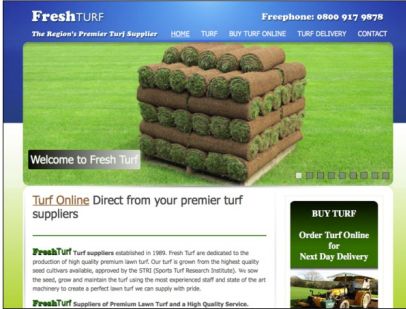 FreshTURF
Freephone: 0800 917 9878
The Region's Premier Turf Supplier
HOME TURF BUY TURF ONLINE TURF DELIVERY CONTACT
Welcome to Fresh Turf
Turf Online Direct from your premier turf
suppliers
FreshTurf Turf suppliers established in 1989. Fresh Turf are dedicated to the
production of high quality premium lawn turf. Our turf is grown from the highest quality
seed cultivars available, approved by the STRI (Sports Turf Research Institute). We sow
the seed, grow and maintain the turf using the most experienced staff and state of the art
machinery to create a perfect lawn turf we can supply with pride.
FreshTurf Suppliers of Premium Lawn Turf and a High Quality Service.
BUY TURF
Order Turf Online
for
Next Day Delivery